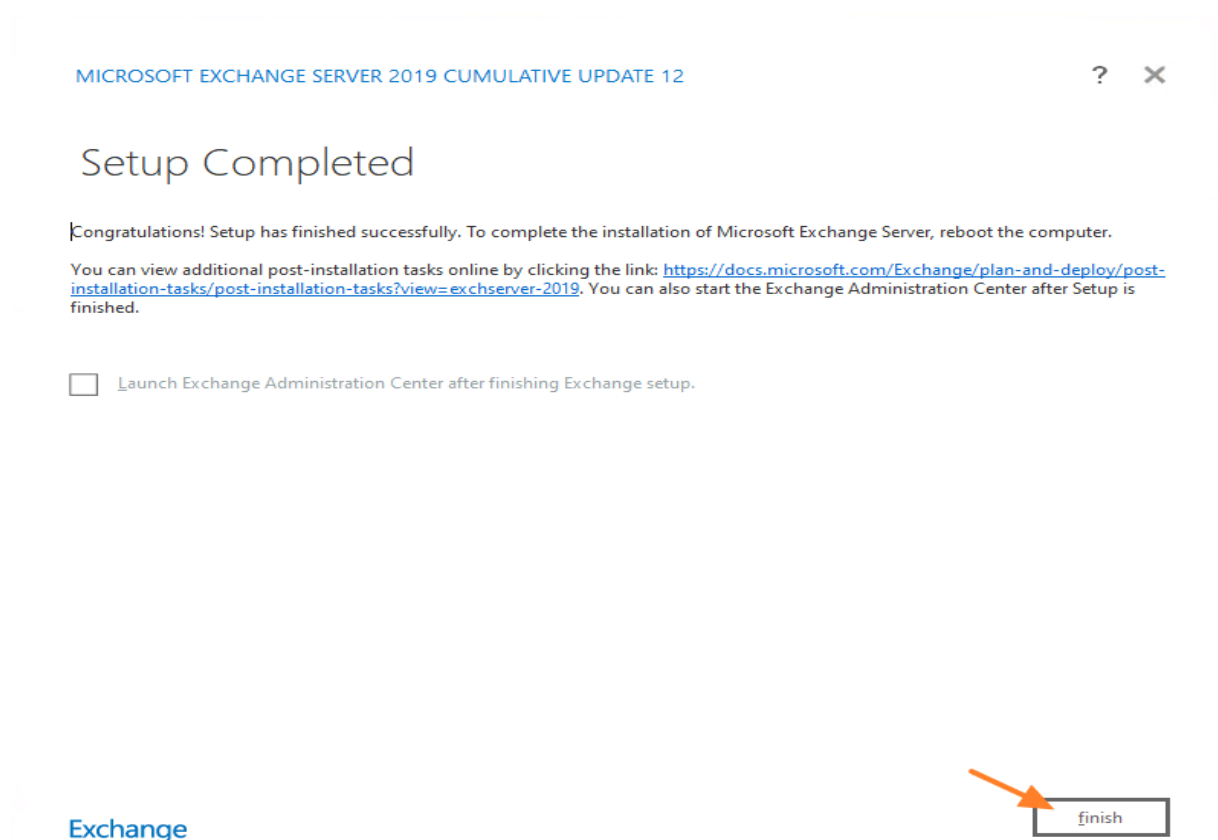 MICROSOFT EXCHANGE SERVER 2019 CUMULATIVE UPDATE 12
? ✕
Setup Completed
Congratulations! Setup has finished successfully. To complete the installation of Microsoft Exchange Server, reboot the computer.
You can view additional post-installation tasks online by clicking the link: https://docs.microsoft.com/Exchange/plan-and-deploy/post-
installation-tasks/post-installation-tasks?view=exchserver-2019. You can also start the Exchange Administration Center after Setup is
finished.
Launch Exchange Administration Center after finishing Exchange setup.
Exchange
finish